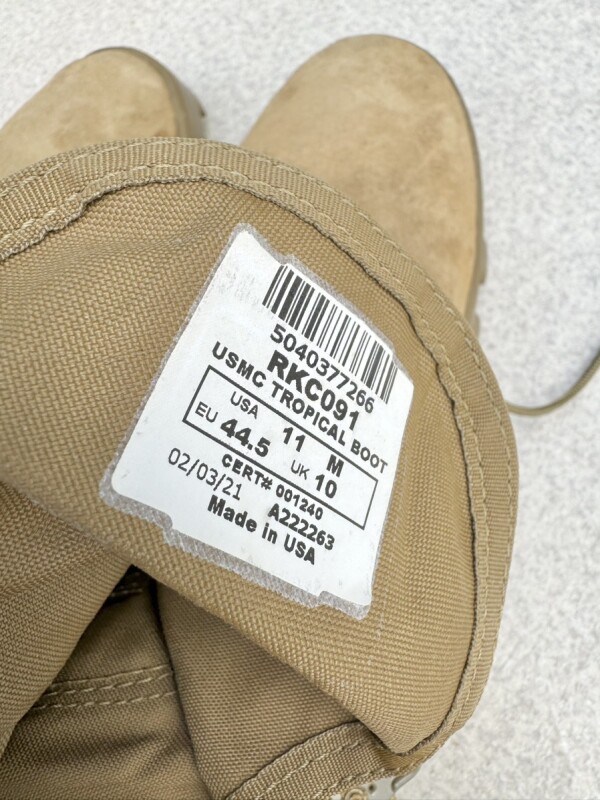 5040377266
RKC091
USMC TROPICAL BOOT
USA 11 M
EU 44.5 UK 10
CERT# 001240
02/03/21 A222263
Made in USA